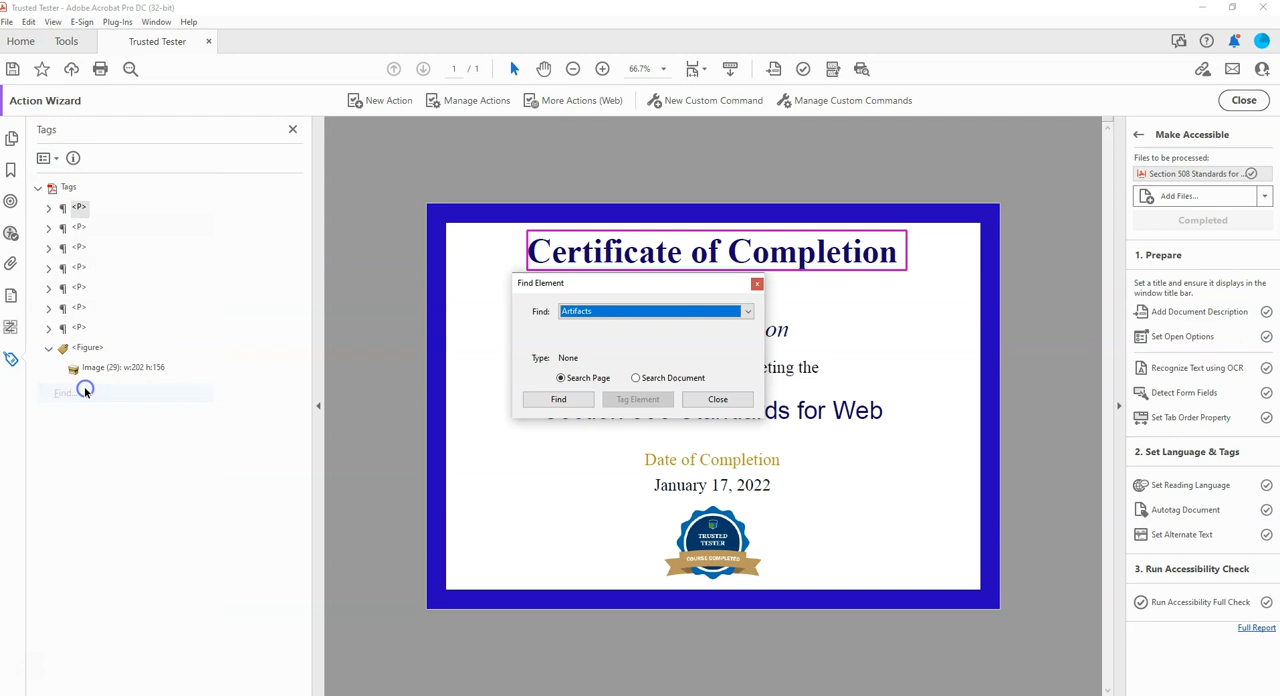 Trusted Tester - Adobe Acrobat Pro DC (32-bit)
File Edit View E-Sign Plug-Ins Window Help
Home Tools Trusted Tester ×
1 / 1 66.7%
Action Wizard New Action Manage Actions More Actions (Web) New Custom Command Manage Custom Commands Close
Tags
Tags
<P>
<P>
<P>
<P>
<P>
<P>
<P>
<Figure>
Image (29): w:202 h:156
Find...
Certificate of Completion
Find Element
Find: Artifacts
Type: None
Search Page Search Document
Find Tag Element Close
on
eting the
ds for Web
Date of Completion
January 17, 2022
TRUSTED
TESTER
COURSE COMPLETED
Make Accessible
Files to be processed:
Section 508 Standards for ...
Add Files...
Completed
1. Prepare
Set a title and ensure it displays in the
window title bar.
Add Document Description
Set Open Options
Recognize Text using OCR
Detect Form Fields
Set Tab Order Property
2. Set Language & Tags
Set Reading Language
Autotag Document
Set Alternate Text
3. Run Accessibility Check
Run Accessibility Full Check
Full Report